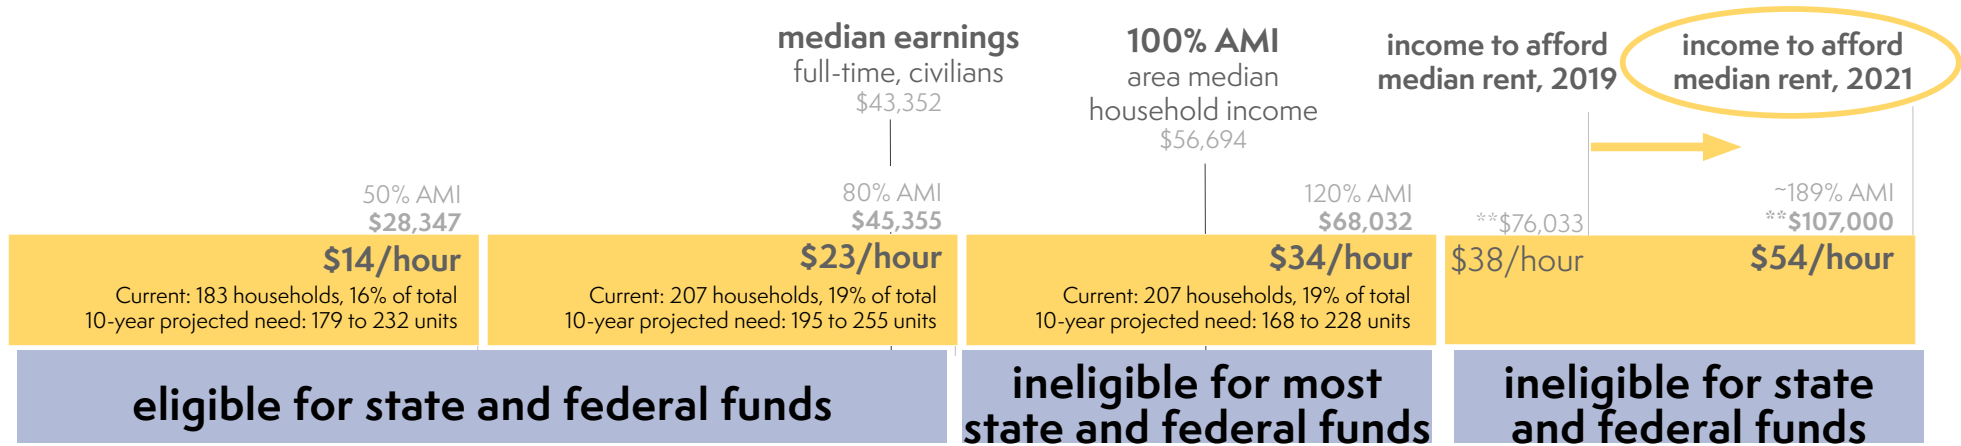 median earnings
full-time, civilians
$43,352
100% AMI
area median
household income
$56,694
income to afford
median rent, 2019
income to afford
median rent, 2021
50% AMI
$28,347
80% AMI
$45,355
120% AMI
$68,032
**$76,033
~189% AMI
**$107,000
$14/hour
Current: 183 households, 16% of total
10-year projected need: 179 to 232 units
$23/hour
Current: 207 households, 19% of total
10-year projected need: 195 to 255 units
$34/hour
Current: 207 households, 19% of total
10-year projected need: 168 to 228 units
$38/hour
$54/hour
eligible for state and federal funds
ineligible for most
state and federal funds
ineligible for state
and federal funds